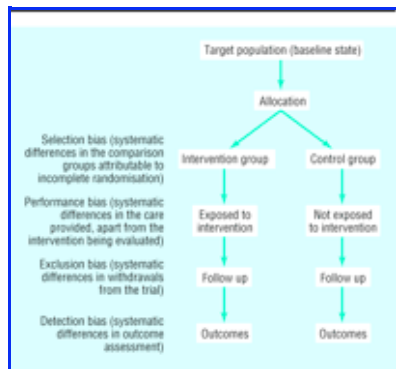 Target population (baseline state)
Allocation
Selection bias (systematic
differences in the comparison
groups attributable to
incomplete randomisation)
Intervention group
Control group
Performance bias (systematic
differences in the care
provided, apart from the
intervention being evaluated)
Exposed to
intervention
Not exposed
to intervention
Exclusion bias (systematic
differences in withdrawals
from the trial)
Follow up
Follow up
Detection bias (systematic
differences in outcome
assessment)
Outcomes
Outcomes